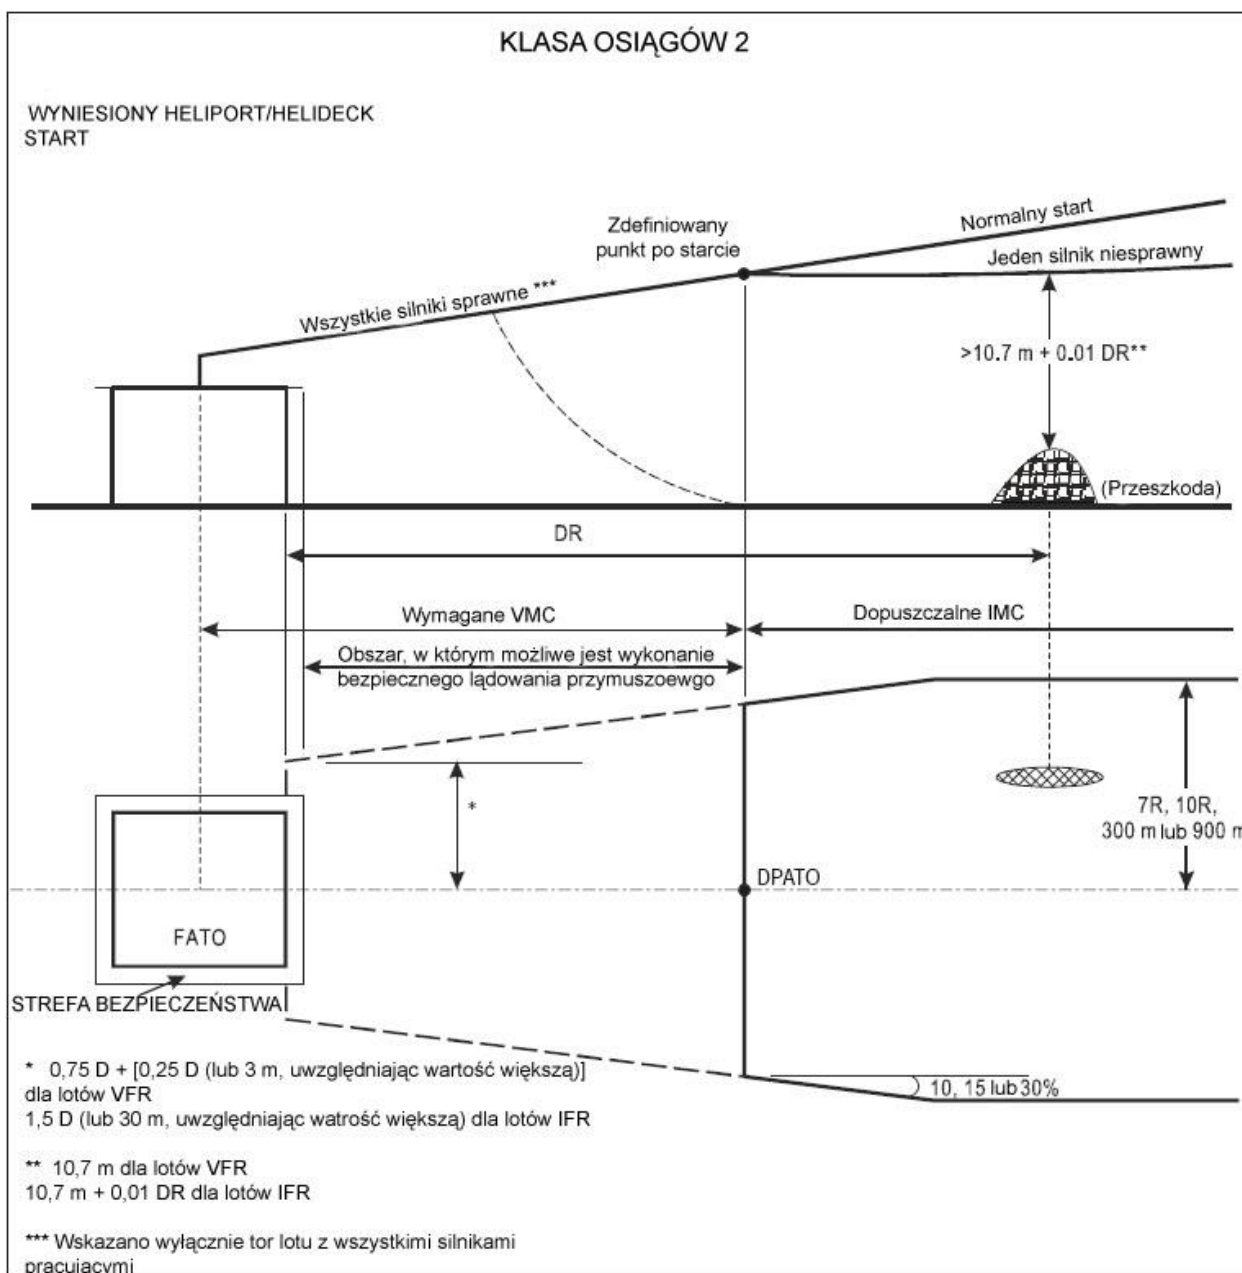 KLASA OSIĄGÓW 2
WYNIESIONY HELIPORT/HELIDECK
START
Zdefiniowany
punkt po starcie
Normalny start
Jeden silnik niesprawny
Wszystkie silniki sprawne ***
>10.7 m + 0.01 DR**
(Przeszkoda)
DR
Wymagane VMC
Dopuszczalne IMC
Obszar, w którym możliwe jest wykonanie
bezpiecznego lądowania przymuszoewgo
*
7R, 10R,
300 m lub 900 m
DPATO
FATO
STREFA BEZPIECZEŃSTWA
10, 15 lub 30%
* 0,75 D + [0,25 D (lub 3 m, uwzględniając wartość większą)]
dla lotów VFR
1,5 D (lub 30 m, uwzględniając watrość większą) dla lotów IFR
** 10,7 m dla lotów VFR
10,7 m + 0,01 DR dla lotów IFR
*** Wskazano wyłącznie tor lotu z wszystkimi silnikami
pracującymi